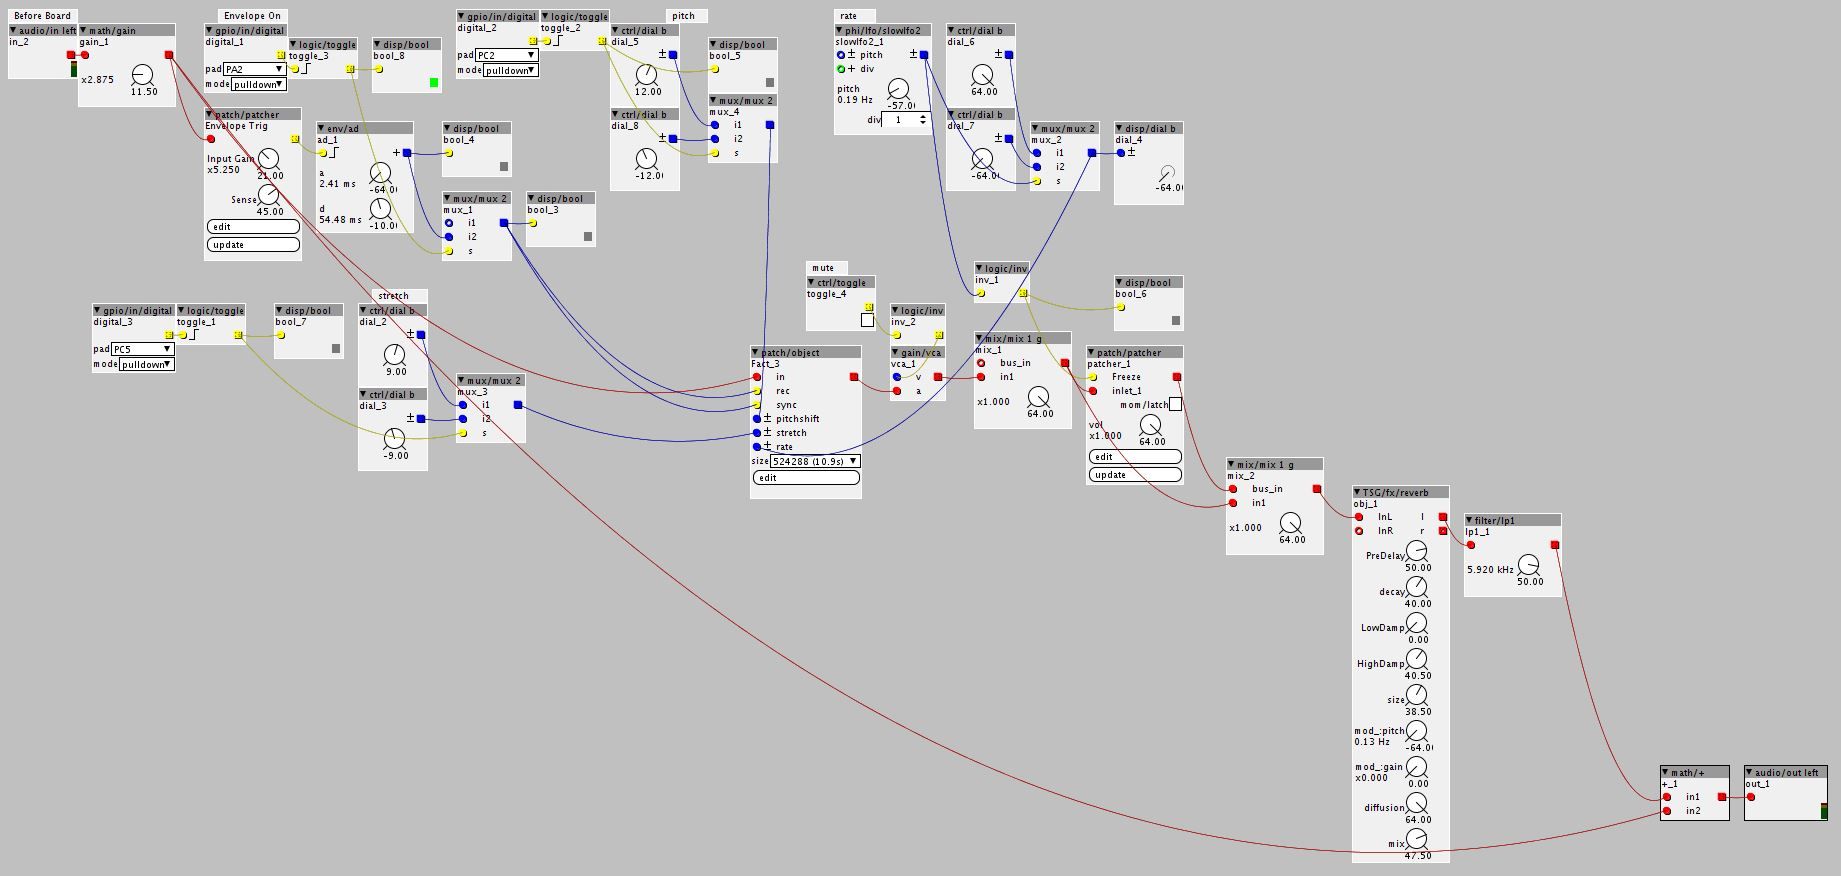 Before Board
audio/in left
in_2
math/gain
gain_1
x2.875
11.50
Envelope On
gpio/in/digital
digital_1
pad PA2
mode pulldown
logic/toggle
toggle_3
disp/bool
bool_8
patch/patcher
Envelope Trig
Input Gain
x5.250
21.00
Sense
45.00
edit
update
env/ad
ad_1
+
a
2.41 ms
-64.0
d
54.48 ms
-10.0
disp/bool
bool_4
mux/mux 2
mux_1
i1
i2
s
disp/bool
bool_3
gpio/in/digital
digital_2
pad PC2
mode pulldown
logic/toggle
toggle_2
pitch
ctrl/dial b
dial_5
±
12.00
ctrl/dial b
dial_8
±
-12.0
disp/bool
bool_5
mux/mux 2
mux_4
i1
i2
s
rate
phi/lfo/slowlfo2
slowlfo2_1
± pitch ±
+ div
pitch
0.19 Hz
-57.0
div 1
ctrl/dial b
dial_6
±
64.00
ctrl/dial b
dial_7
±
-64.0
mux/mux 2
mux_2
i1
i2
s
disp/dial b
dial_4
±
-64.0
gpio/in/digital
digital_3
pad PC5
mode pulldown
logic/toggle
toggle_1
disp/bool
bool_7
stretch
ctrl/dial b
dial_2
±
9.00
ctrl/dial b
dial_3
±
-9.00
mux/mux 2
mux_3
i1
i2
s
mute
ctrl/toggle
toggle_4
logic/inv
inv_2
logic/inv
inv_1
disp/bool
bool_6
patch/object
Fact_3
in
rec
sync
± pitchshift
± stretch
± rate
size 524288 (10.9s)
edit
gain/vca
vca_1
v
a
mix/mix 1 g
mix_1
bus_in
in1
x1.000
64.00
patch/patcher
patcher_1
Freeze
inlet_1
mom/latch
vol
x1.000
64.00
edit
update
mix/mix 1 g
mix_2
bus_in
in1
x1.000
64.00
TSG/fx/reverb
obj_1
InL l
InR r
PreDelay
50.00
decay
40.00
LowDamp
0.00
HighDamp
40.50
size
38.50
mod_:pitch
0.13 Hz
-64.0
mod_:gain
x0.000
0.00
diffusion
64.00
mix
47.50
filter/lp1
lp1_1
5.920 kHz
50.00
math/+
+_1
in1
in2
audio/out left
out_1